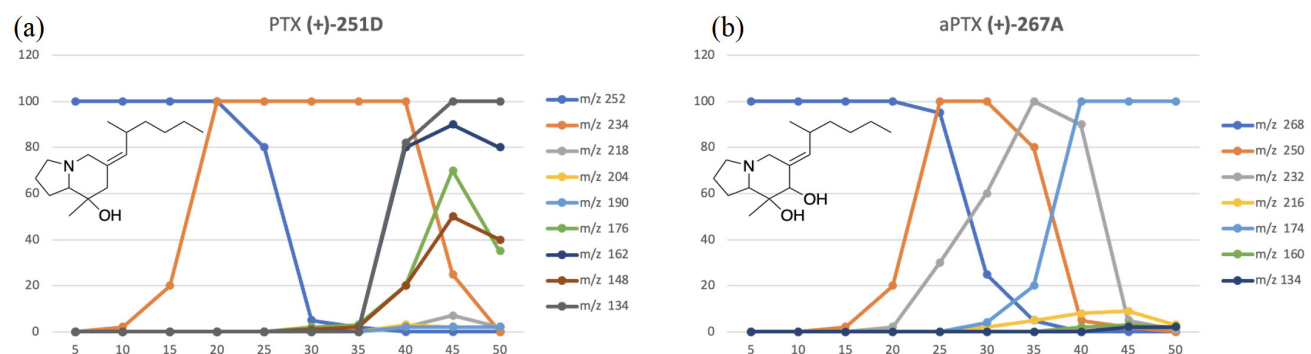 (a) PTX (+)-251D
120
100
80
60
40
20
0
5 10 15 20 25 30 35 40 45 50
N
OH
m/z 252
m/z 234
m/z 218
m/z 204
m/z 190
m/z 176
m/z 162
m/z 148
m/z 134
(b) aPTX (+)-267A
120
100
80
60
40
20
0
5 10 15 20 25 30 35 40 45 50
N
OH
OH
m/z 268
m/z 250
m/z 232
m/z 216
m/z 174
m/z 160
m/z 134